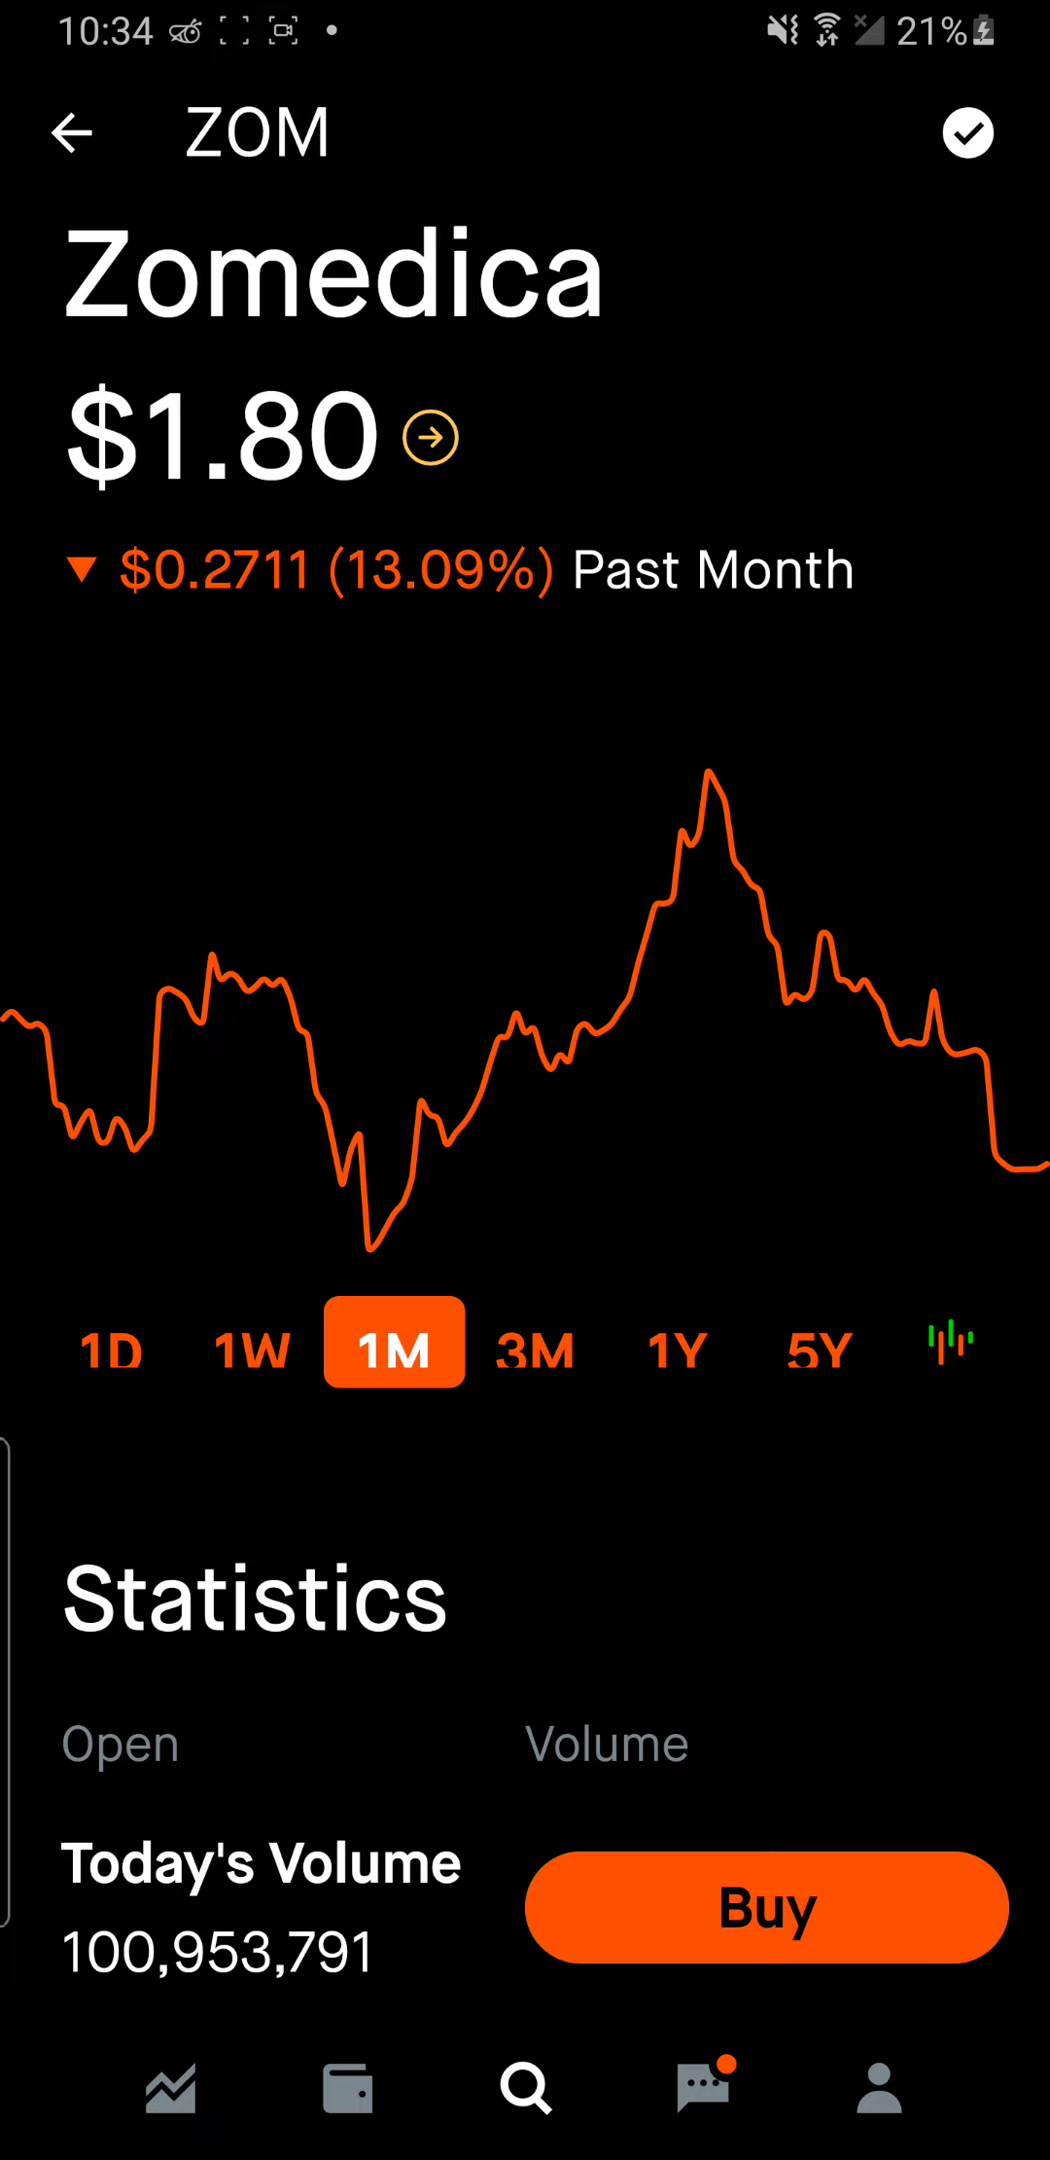 10:34 21%
ZOM
Zomedica
$1.80
▼ $0.2711 (13.09%) Past Month
1D 1W 1M 3M 1Y 5Y
Statistics
Open Volume
Today's Volume
100,953,791
Buy